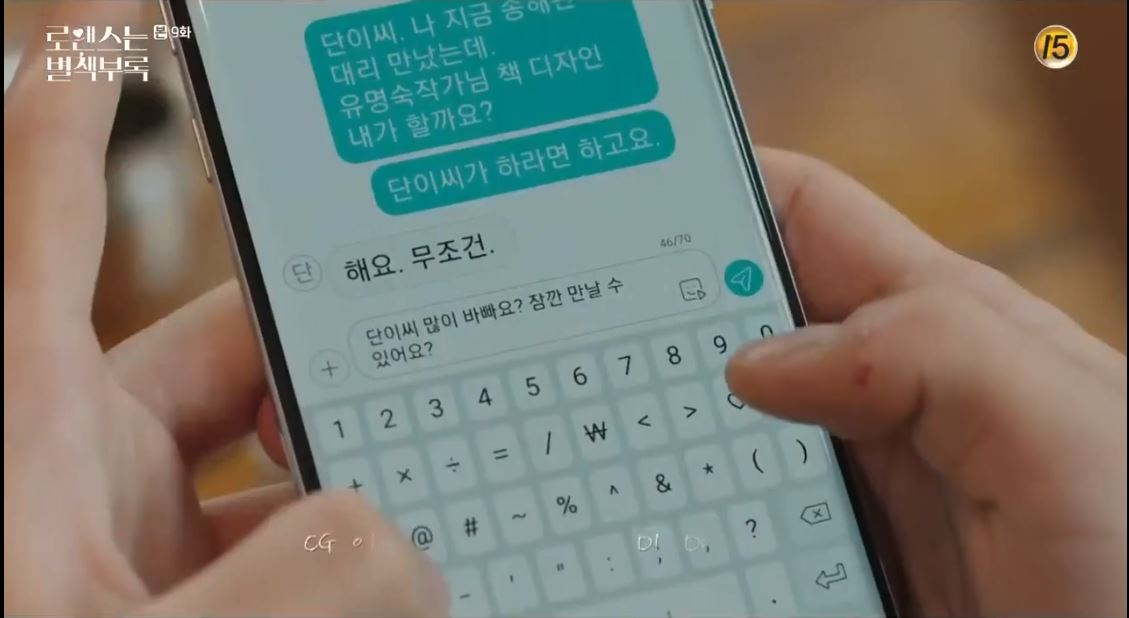 로맨스는
별책부록
본 9화
15
단이씨. 나 지금 송해린
대리 만났는데.
유명숙작가님 책 디자인
내가 할까요?
단이씨가 하라면 하고요.
단
해요. 무조건.
46/70
단이씨 많이 바빠요? 잠깐 만날 수
있어요?
+
1 2 3 4 5 6 7 8 9 0
+ × ÷ = / ₩ < >
@ # ~ % ^ & * ( )
- ' " : ; , ?
.
CG 이
DI